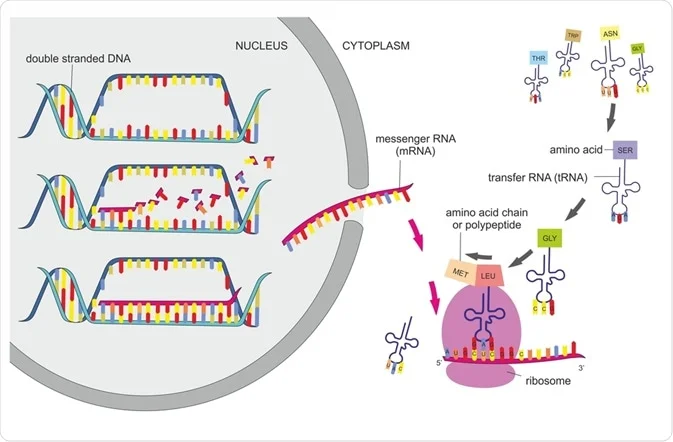 NUCLEUS
CYTOPLASM
double stranded DNA
messenger RNA
(mRNA)
THR
TRP
ASN
GLY
amino acid
SER
transfer RNA (tRNA)
amino acid chain
or polypeptide
GLY
MET
LEU
C C
5'
3'
ribosome